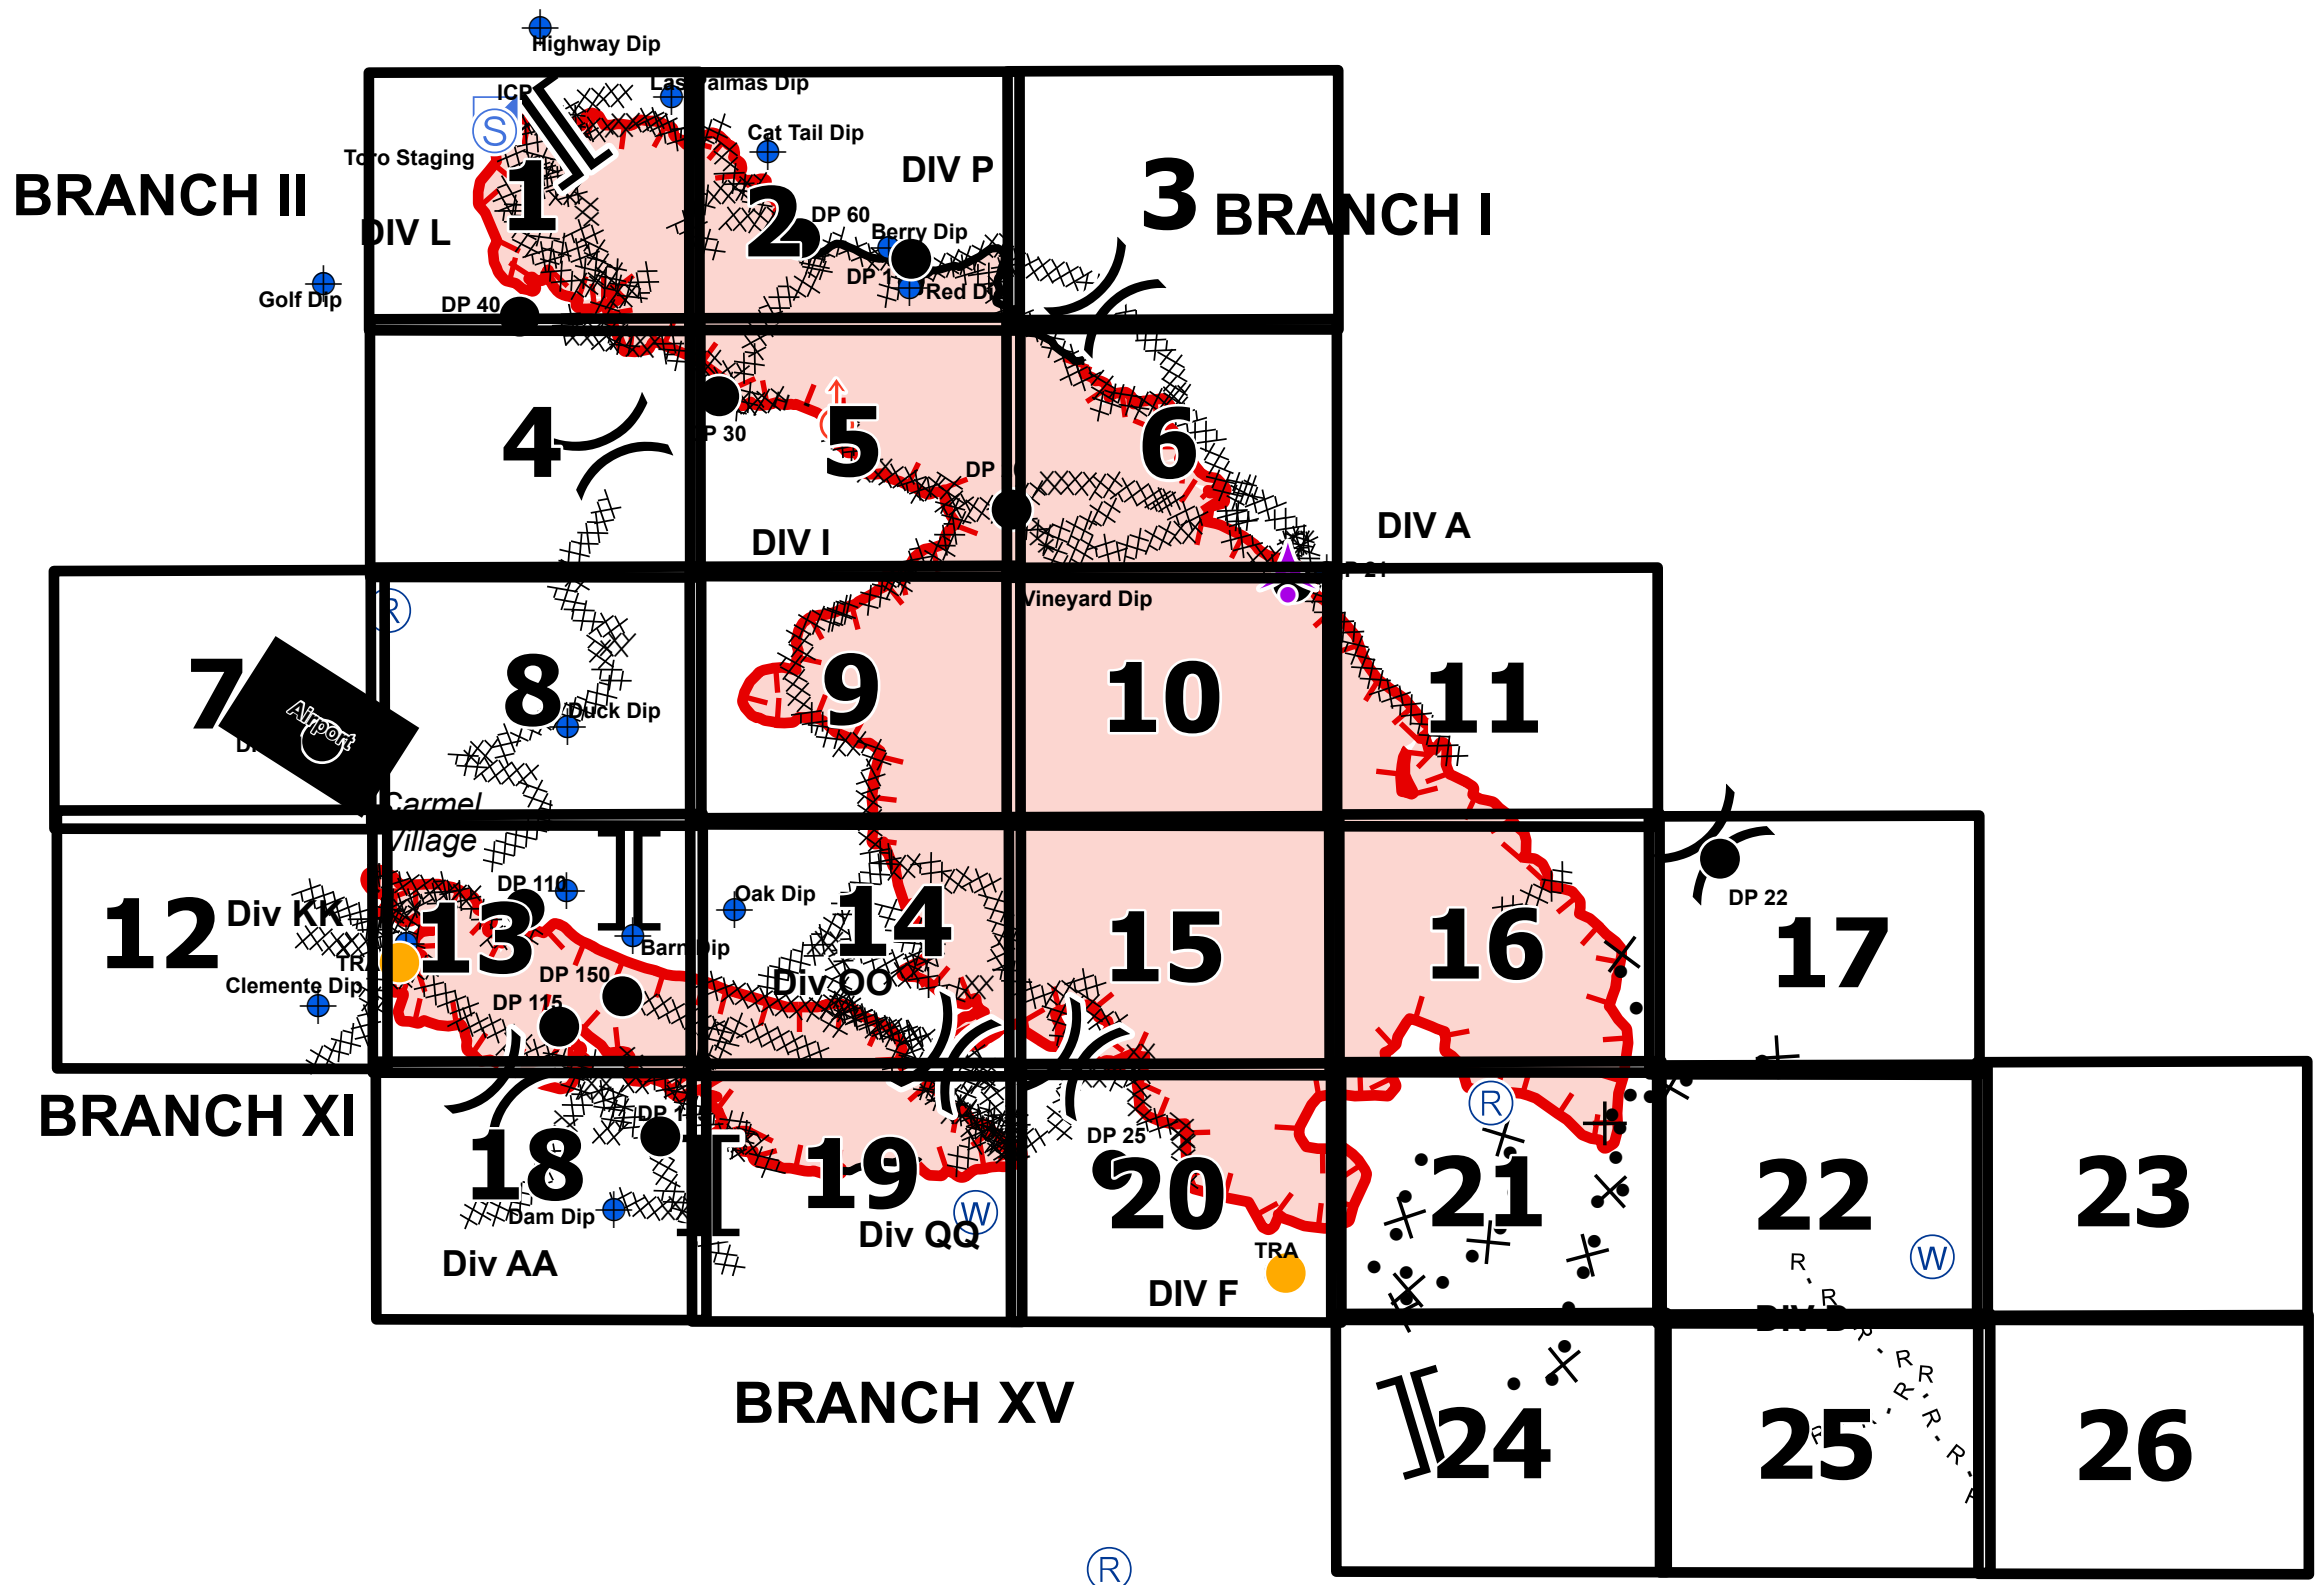 Highway Dip
ICP
Las Palmas Dip
S
Cat Tail Dip
Toro Staging
1
DIV P
3
BRANCH II
BRANCH I
2
DP 60
DIV L
Berry Dip
DP 1
Red D
Golf Dip
DP 40
4
5
6
DP 30
DP
DIV I
DIV A
R
Vineyard Dip
7
8
9
10
11
Duck Dip
Airport
Carmel
Village
DP 110
Oak Dip
DP 22
12
Div KK
13
14
15
16
17
Barn Dip
TRA
DP 150
Div OO
Clemente Dip
DP 115
BRANCH XI
R
DP 1
DP 25
18
19
20
21
22
23
Dam Dip
W
Div QQ
W
Div AA
TRA
DIV F
R
R
R
R
R
R
R
R
BRANCH XV
24
25
26
R